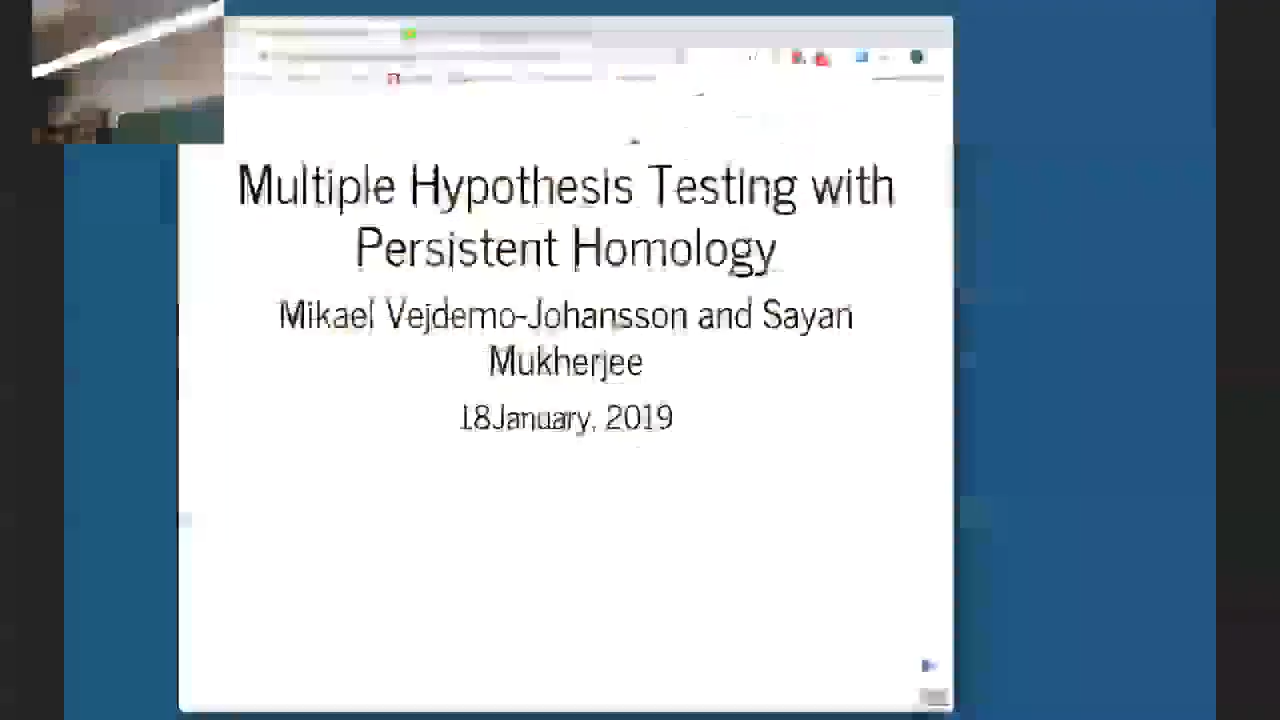 Multiple Hypothesis Testing with
Persistent Homology
Mikael Vejdemo-Johansson and Sayan
Mukherjee
18January, 2019